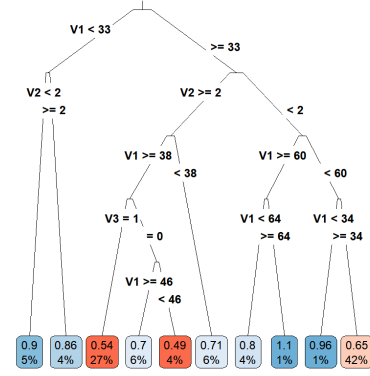 V1 < 33
>= 33
V2 < 2
V2 >= 2
>= 2
< 2
V1 >= 38
V1 >= 60
< 38
< 60
V3 = 1
V1 < 64
V1 < 34
= 0
>= 64
>= 34
V1 >= 46
< 46
0.9 0.86 0.54 0.7 0.49 0.71 0.8 1.1 0.96 0.65
5% 4% 27% 6% 4% 6% 4% 1% 1% 42%